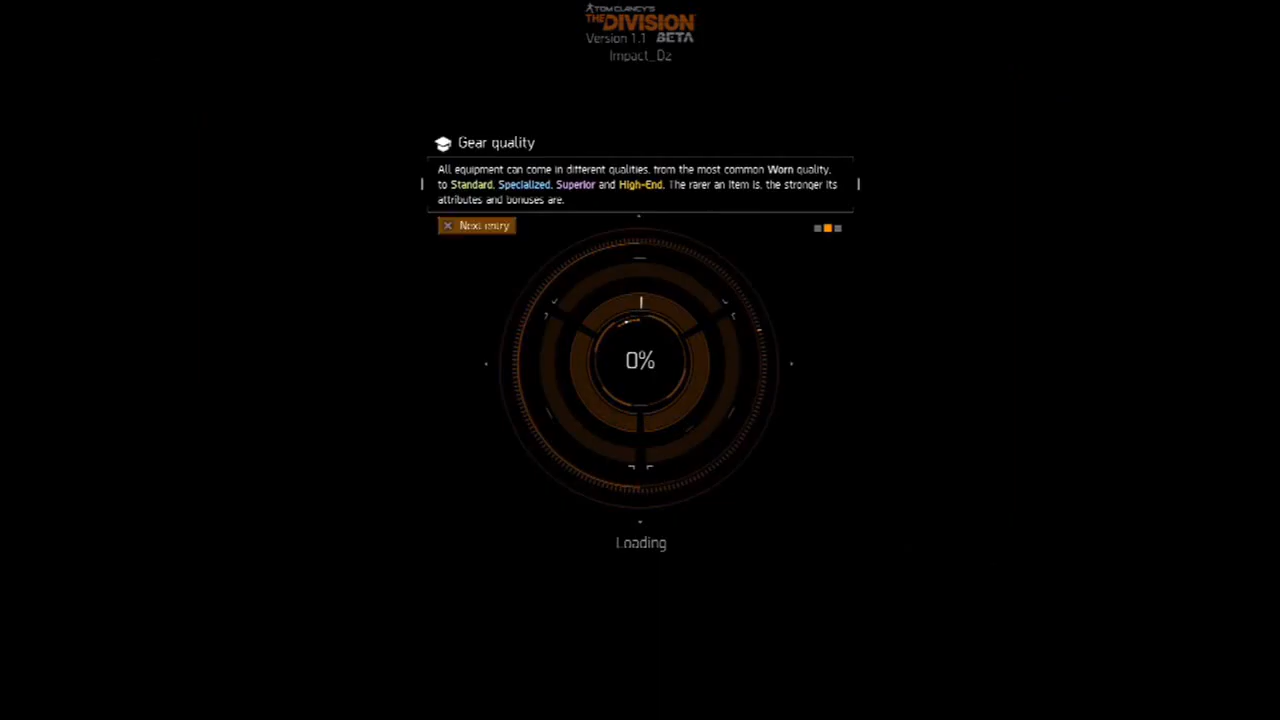 TOM CLANCY'S
THE DIVISION
Version 1.1 BETA
Impact_Dz
Gear quality
All equipment can come in different qualities, from the most common Worn quality,
to Standard, Specialized, Superior and High-End. The rarer an item is, the stronger its
attributes and bonuses are.
Next entry
0%
Loading